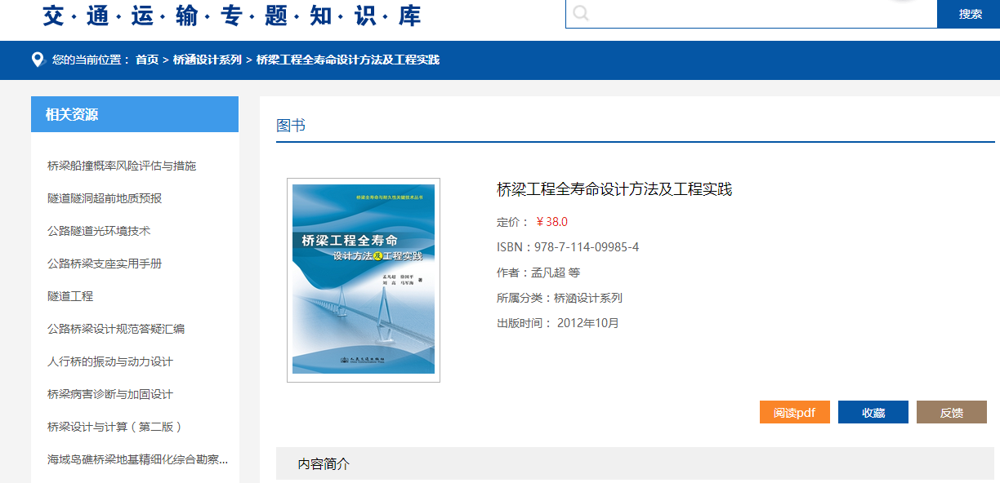 交·通·运·输·专·题·知·识·库
搜索
您的当前位置： 首页 > 桥涵设计系列 > 桥梁工程全寿命设计方法及工程实践
相关资源
桥梁船撞概率风险评估与措施
隧道隧洞超前地质预报
公路隧道光环境技术
公路桥梁支座实用手册
隧道工程
公路桥梁设计规范答疑汇编
人行桥的振动与动力设计
桥梁病害诊断与加固设计
桥梁设计与计算（第二版）
海域岛礁桥梁地基精细化综合勘察...
图书
桥梁全寿命与耐久性关键技术丛书
桥梁工程全寿命
设计方法及工程实践
孟凡超 徐国平
刘 高 马军海 著
人民交通出版社
桥梁工程全寿命设计方法及工程实践
定价： ￥38.0
ISBN：978-7-114-09985-4
作者：孟凡超 等
所属分类：桥涵设计系列
出版时间： 2012年10月
阅读pdf
收藏
反馈
内容简介